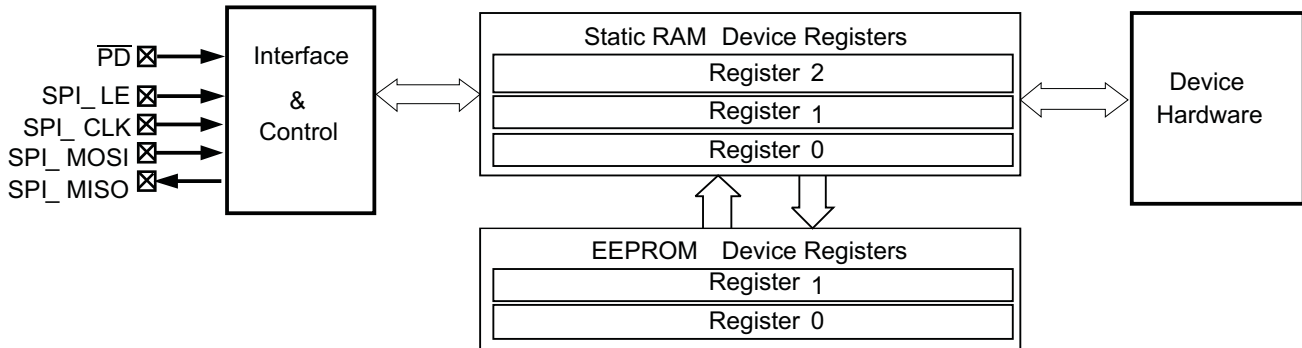 PD
SPI_ LE
SPI_ CLK
SPI_ MOSI
SPI_ MISO
Interface
&
Control
Static RAM Device Registers
Register 2
Register 1
Register 0
EEPROM Device Registers
Register 1
Register 0
Device
Hardware